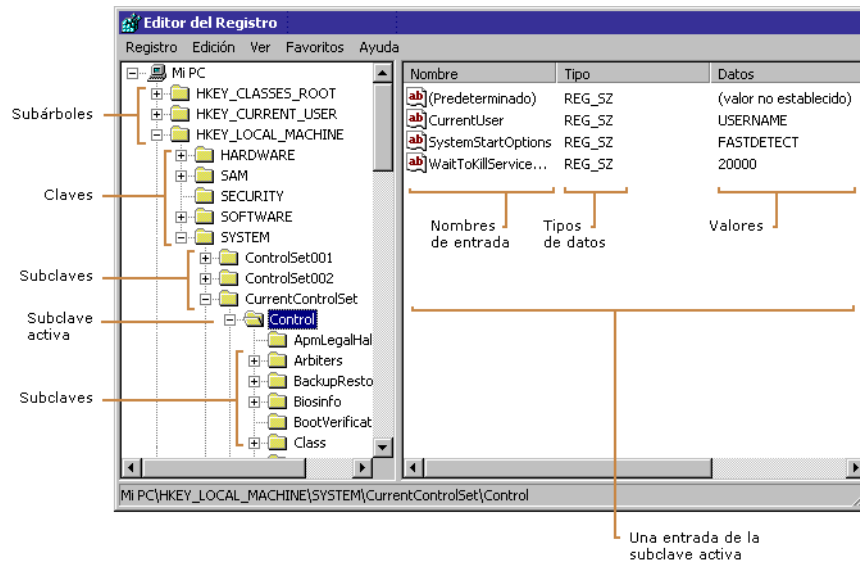 Editor del Registro
Registro Edición Ver Favoritos Ayuda
Mi PC
HKEY_CLASSES_ROOT
HKEY_CURRENT_USER
HKEY_LOCAL_MACHINE
HARDWARE
SAM
SECURITY
SOFTWARE
SYSTEM
ControlSet001
ControlSet002
CurrentControlSet
Control
ApmLegalHal
Arbiters
BackupResto
Biosinfo
BootVerificat
Class
Subárboles
Claves
Subclaves
Subclave
activa
Subclaves
Nombre Tipo Datos
(Predeterminado) REG_SZ (valor no establecido)
CurrentUser REG_SZ USERNAME
SystemStartOptions REG_SZ FASTDETECT
WaitToKillService... REG_SZ 20000
Nombres
de entrada
Tipos
de datos
Valores
Mi PC\HKEY_LOCAL_MACHINE\SYSTEM\CurrentControlSet\Control
Una entrada de la
subclave activa